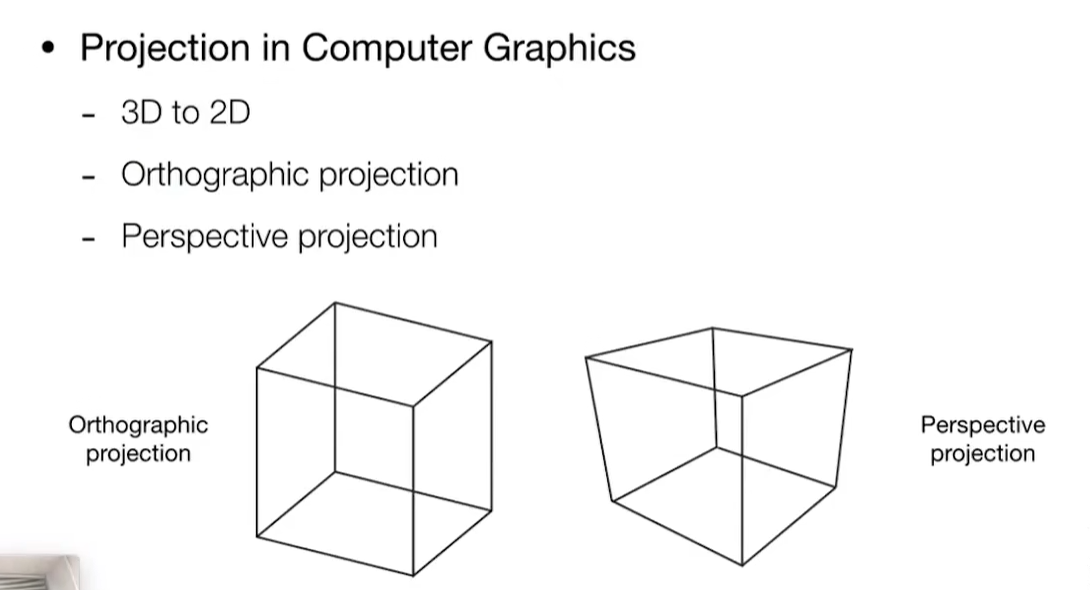 • Projection in Computer Graphics
- 3D to 2D
- Orthographic projection
- Perspective projection
Orthographic
projection
Perspective
projection